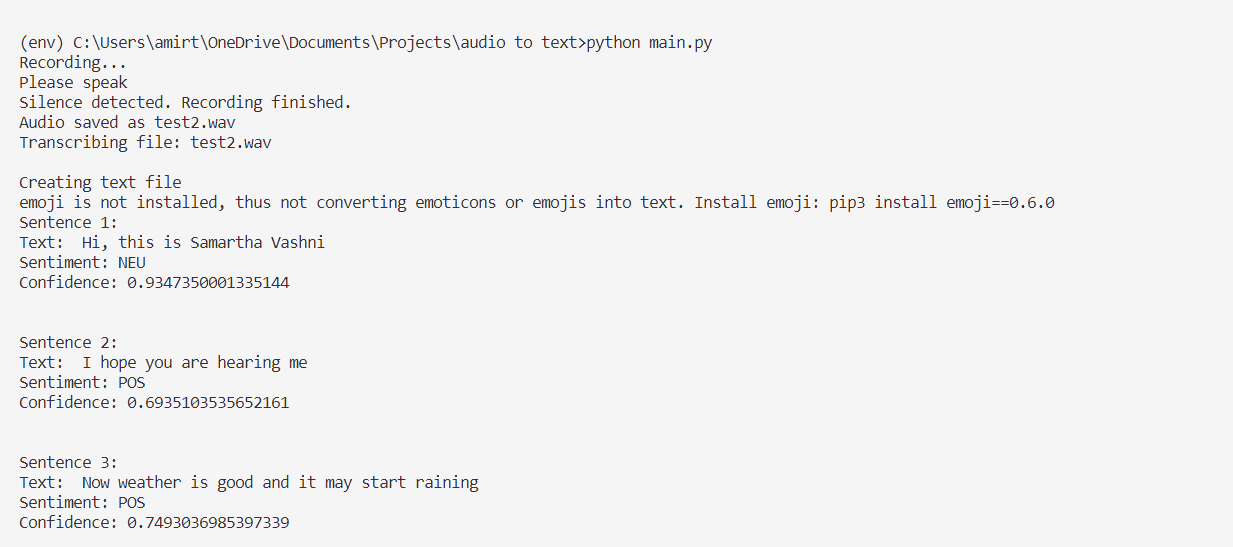 (env) C:\Users\amirt\OneDrive\Documents\Projects\audio to text>python main.py
Recording...
Please speak
Silence detected. Recording finished.
Audio saved as test2.wav
Transcribing file: test2.wav
Creating text file
emoji is not installed, thus not converting emoticons or emojis into text. Install emoji: pip3 install emoji==0.6.0
Sentence 1:
Text:  Hi, this is Samartha Vashni
Sentiment: NEU
Confidence: 0.9347350001335144
Sentence 2:
Text:  I hope you are hearing me
Sentiment: POS
Confidence: 0.6935103535652161
Sentence 3:
Text:  Now weather is good and it may start raining
Sentiment: POS
Confidence: 0.7493036985397339